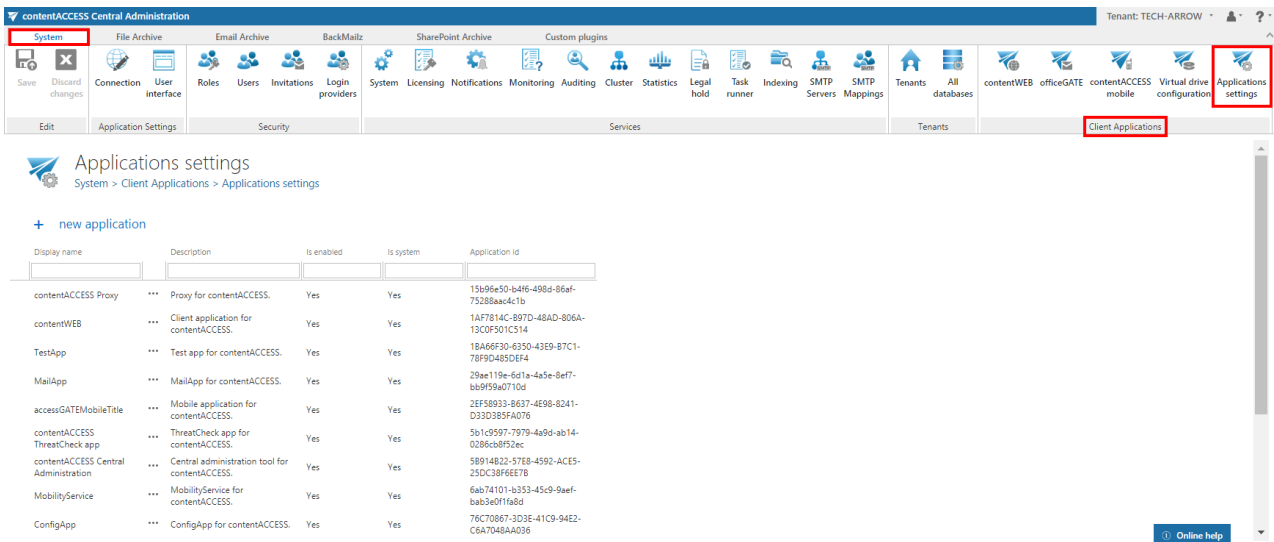 contentACCESS Central Administration
Tenant: TECH-ARROW
?
System File Archive Email Archive BackMailz SharePoint Archive Custom plugins
Save Discard changes Connection User interface Roles Users Invitations Login providers System Licensing Notifications Monitoring Auditing Cluster Statistics Legal hold Task runner Indexing SMTP Servers SMTP Mappings Tenants All databases contentWEB officeGATE contentACCESS mobile Virtual drive configuration Applications settings
Edit Application Settings Security Services Tenants Client Applications
Applications settings
System > Client Applications > Applications settings
+ new application
Display name Description Is enabled Is system Application id
contentACCESS Proxy ••• Proxy for contentACCESS. Yes Yes 15b96e50-b4f6-498d-86af-
75288aac4c1b
contentWEB ••• Client application for
contentACCESS. Yes Yes 1AF7814C-B97D-48AD-806A-
13C0F501C514
TestApp ••• Test app for contentACCESS. Yes Yes 1BA66F30-6350-43E9-B7C1-
78F9D485DEF4
MailApp ••• MailApp for contentACCESS. Yes Yes 29ae119e-6d1a-4a5e-8ef7-
bb9f59a0710d
accessGATEMobileTitle ••• Mobile application for
contentACCESS. Yes Yes 2EF58933-B637-4E98-8241-
D33D3B5FA076
contentACCESS
ThreatCheck app ••• ThreatCheck app for
contentACCESS. Yes Yes 5b1c9597-7979-4a9d-ab14-
0286cb8f52ec
contentACCESS Central
Administration ••• Central administration tool for
contentACCESS. Yes Yes 5B914B22-57E8-4592-ACE5-
25DC38F6EE7B
MobilityService ••• MobilityService for
contentACCESS. Yes Yes 6ab74101-b353-45c9-9aef-
bab3e0f1fa8d
ConfigApp ••• ConfigApp for contentACCESS. Yes Yes 76C70867-3D3E-41C9-94E2-
C6A7048AA036
Online help